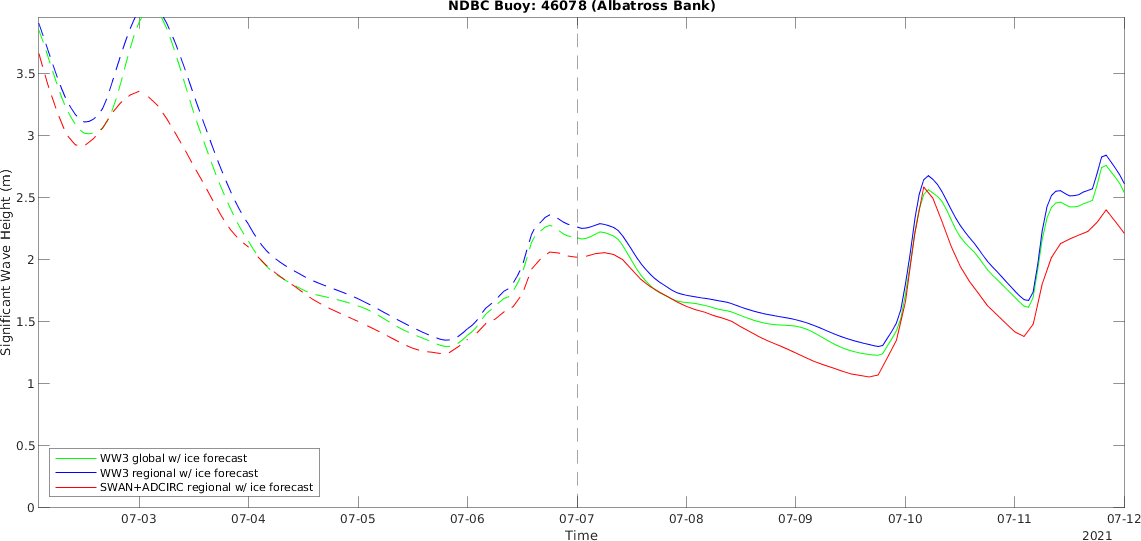 NDBC Buoy: 46078 (Albatross Bank)
3.5
3
2.5
2
1.5
1
0.5
0
Significant Wave Height (m)
WW3 global w/ ice forecast
WW3 regional w/ ice forecast
SWAN+ADCIRC regional w/ ice forecast
07-03 07-04 07-05 07-06 07-07 07-08 07-09 07-10 07-11 07-12
Time
2021